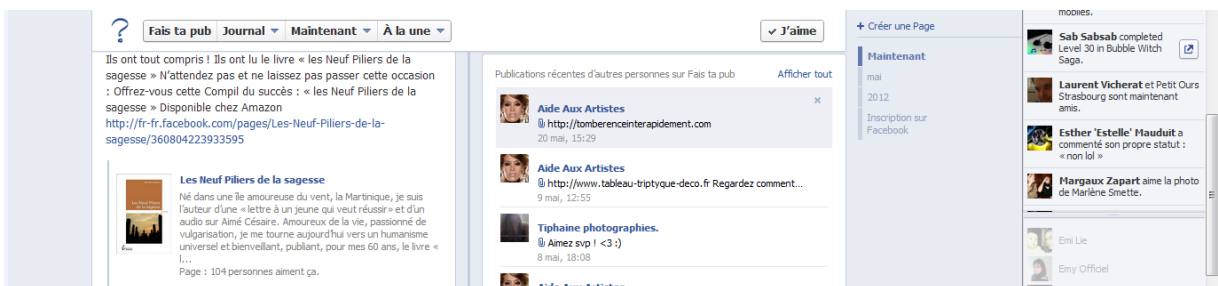 ?
Fais ta pub Journal Maintenant À la une
J'aime
Ils ont tout compris ! Ils ont lu le livre « les Neuf Piliers de la
sagesse » N'attendez pas et ne laissez pas passer cette occasion
: Offrez-vous cette Compil du succès : « les Neuf Piliers de la
sagesse » Disponible chez Amazon
http://fr-fr.facebook.com/pages/Les-Neuf-Piliers-de-la-
sagesse/360804223933595
Les Neuf Piliers de la sagesse
Né dans une île amoureuse du vent, la Martinique, je suis
l'auteur d'une « lettre à un jeune qui veut réussir» et d'un
audio sur Aimé Césaire. Amoureux de la vie, passionné de
vulgarisation, je me tourne aujourd'hui vers un humanisme
universel et bienveillant, publiant, pour mes 60 ans, le livre «
l...
Page : 104 personnes aiment ça.
Publications récentes d'autres personnes sur Fais ta pub
Afficher tout
Aide Aux Artistes
http://tomberenceinterapidement.com
20 mai, 15:29
Aide Aux Artistes
http://www.tableau-triptyque-deco.fr Regardez comment...
9 mai, 12:55
Tiphaine photographies.
Aimez svp ! <3 :)
8 mai, 18:08
Aide Aux Artistes
+ Créer une Page
Maintenant
mai
2012
Inscription sur
Facebook
mobiles.
Sab Sabsab completed
Level 30 in Bubble Witch
Saga.
Laurent Vicherat et Petit Ours
Strasbourg sont maintenant
amis.
Esther 'Estelle' Mauduit a
commenté son propre statut :
« non lol »
Margaux Zapart aime la photo
de Marlène Smette.
Emi Lie
Emy Officiel